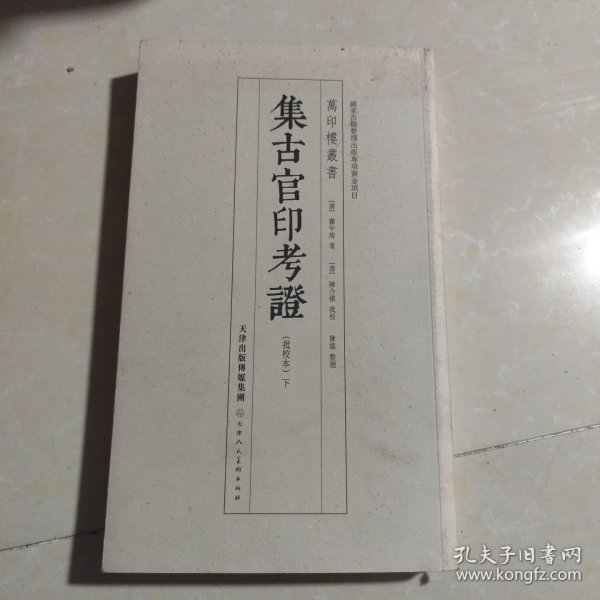 國家古籍整理出版專項資金項目
萬印樓叢書
[清] 瞿中溶 著 [清] 陳介祺 批校 陳進 整理
集古官印考證
(批校本) 下
天津出版傳媒集團
天津人民美術出版社
孔夫子旧书网
www.kongfz.com